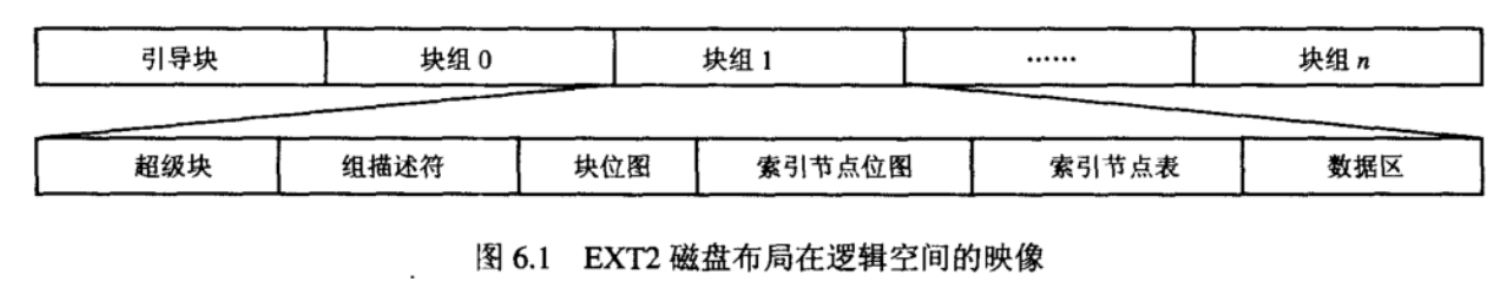 引导块 块组 0 块组 1 …… 块组 n
超级块 组描述符 块位图 索引节点位图 索引节点表 数据区
图 6.1 EXT2 磁盘布局在逻辑空间的映像